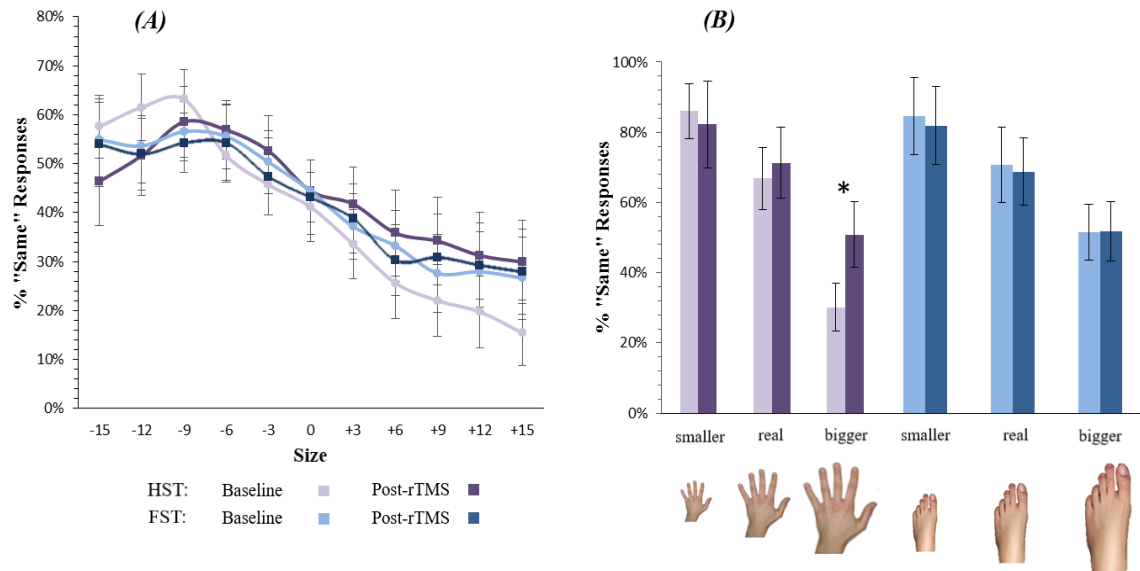 (A)
80%
70%
60%
50%
40%
30%
20%
10%
0%
% "Same" Responses
-15 -12 -9 -6 -3 0 +3 +6 +9 +12 +15
Size
HST: Baseline Post-rTMS
FST: Baseline Post-rTMS
(B)
100%
80%
60%
40%
20%
0%
% "Same" Responses
*
smaller real bigger smaller real bigger